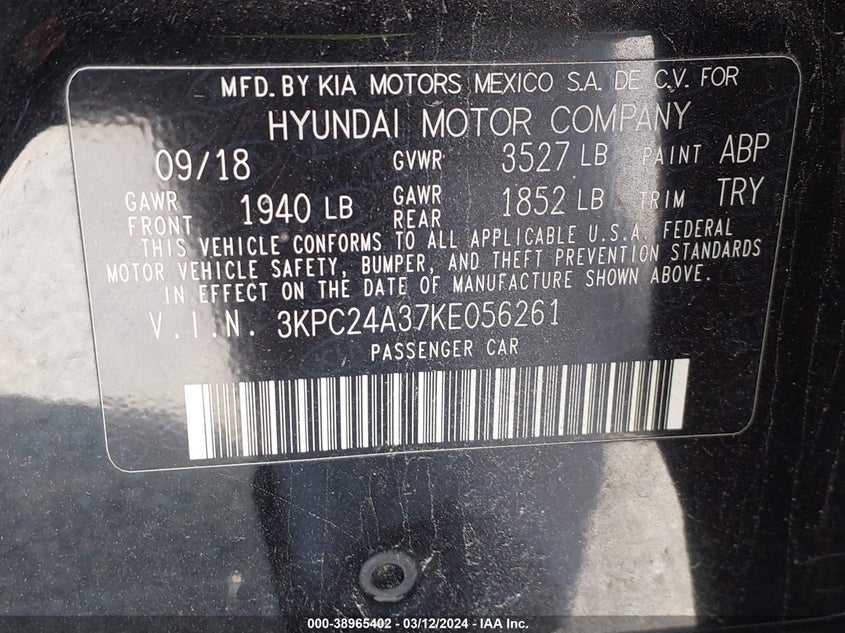 MFD. BY KIA MOTORS MEXICO S.A. DE C.V. FOR
HYUNDAI MOTOR COMPANY
09/18 GVWR 3527 LB PAINT ABP
GAWR FRONT 1940 LB GAWR REAR 1852 LB TRIM TRY
THIS VEHICLE CONFORMS TO ALL APPLICABLE U.S.A. FEDERAL
MOTOR VEHICLE SAFETY, BUMPER, AND THEFT PREVENTION STANDARDS
IN EFFECT ON THE DATE OF MANUFACTURE SHOWN ABOVE.
V.I.N. 3KPC24A37KE056261
PASSENGER CAR
000-38965402 - 03/12/2024 - IAA Inc.